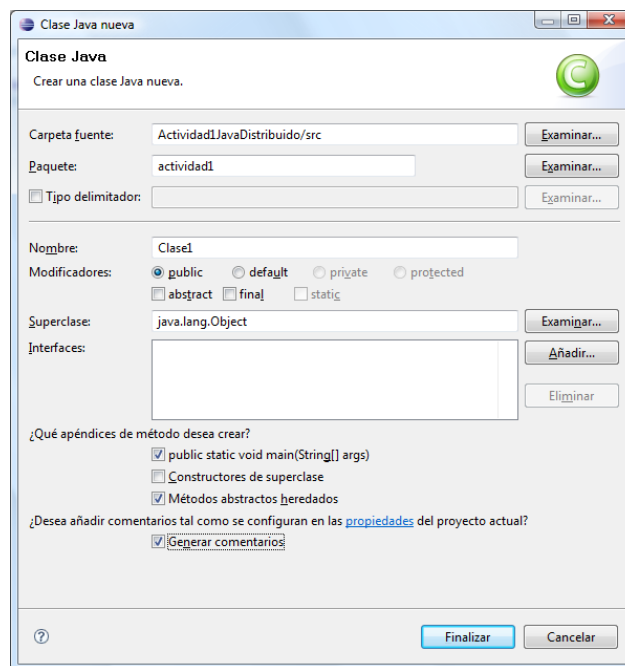 Clase Java nueva
Clase Java
Crear una clase Java nueva.
Carpeta fuente: Actividad1JavaDistribuido/src Examinar...
Paquete: actividad1 Examinar...
Tipo delimitador: Examinar...
Nombre: Clase1
Modificadores: public default private protected
abstract final static
Superclase: java.lang.Object Examinar...
Interfaces: Añadir...
Eliminar
¿Qué apéndices de método desea crear?
public static void main(String[] args)
Constructores de superclase
Métodos abstractos heredados
¿Desea añadir comentarios tal como se configuran en las propiedades del proyecto actual?
Generar comentarios
Finalizar Cancelar